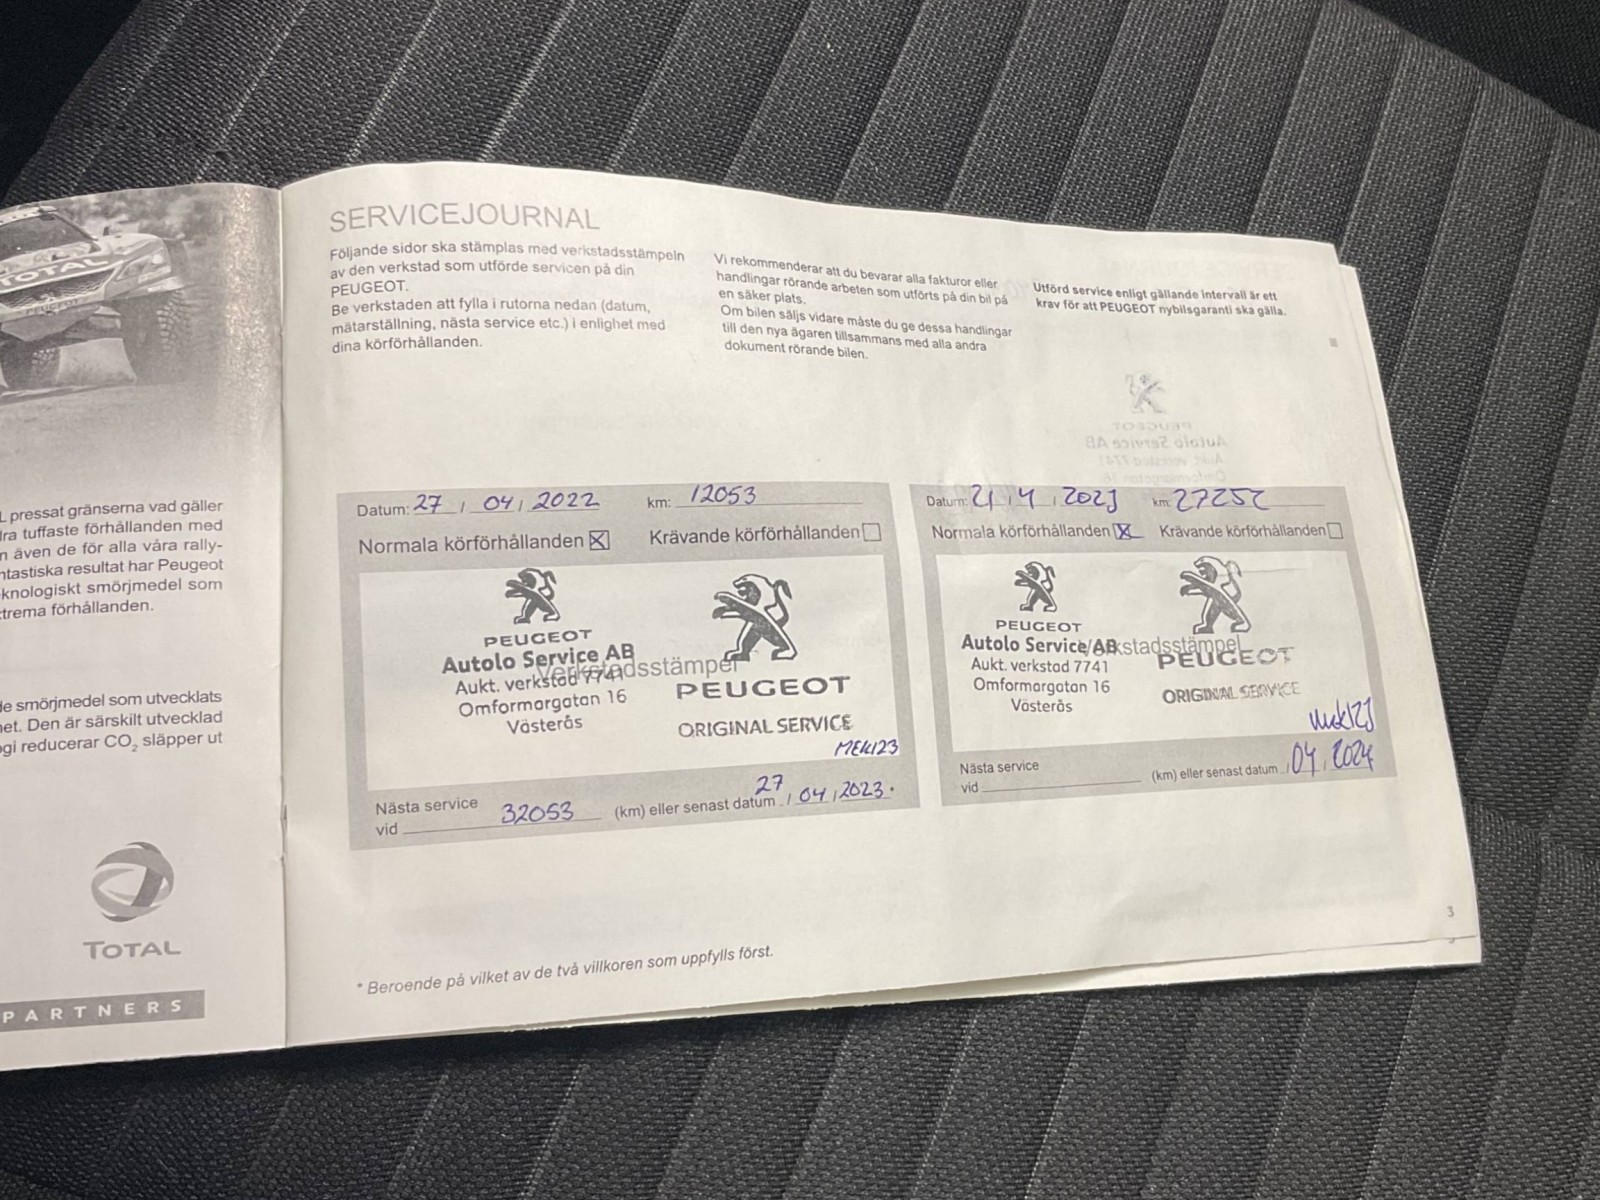 TOTAL
PEUGEOT
L pressat gränserna vad gäller
tuffaste förhållanden med
även de för alla våra rally-
resultat har Peugeot
smörjmedel som
förhållanden.
smörjmedel som utvecklats
Den är särskilt utvecklad
reducerar CO2 släpper ut
TOTAL
PARTNERS
SERVICEJOURNAL
Följande sidor ska stämplas med verkstadsstämpeln
av den verkstad som utförde servicen på din
PEUGEOT.
Be verkstaden att fylla i rutorna nedan (datum,
mätarställning, nästa service etc.) i enlighet med
dina körförhållanden.
Vi rekommenderar att du bevarar alla fakturor eller
handlingar rörande arbeten som utförts på din bil på
en säker plats.
Om bilen säljs vidare måste du ge dessa handlingar
till den nya ägaren tillsammans med alla andra
dokument rörande bilen.
Utförd service enligt gällande intervall är ett
krav för att PEUGEOT nybilsgaranti ska gälla.
Datum: 27 / 04 / 2022 km: 12053
Normala körförhållanden ☒ Krävande körförhållanden ☐
PEUGEOT
Autolo Service AB
Verkstadsstämpel
Aukt. verkstad 7741
Omformargatan 16
Västerås
PEUGEOT
ORIGINAL SERVICE
MEK123
Nästa service
vid 32053 (km) eller senast datum 27 / 04 / 2023.
Datum: 21 / 4 / 2023 km: 27252
Normala körförhållanden ☒ Krävande körförhållanden ☐
PEUGEOT
Autolo Service AB
Verkstadsstämpel
Aukt. verkstad 7741
Omformargatan 16
Västerås
PEUGEOT
ORIGINAL SERVICE
Nästa service
vid (km) eller senast datum / 04 / 2024
* Beroende på vilket av de två villkoren som uppfylls först.
3